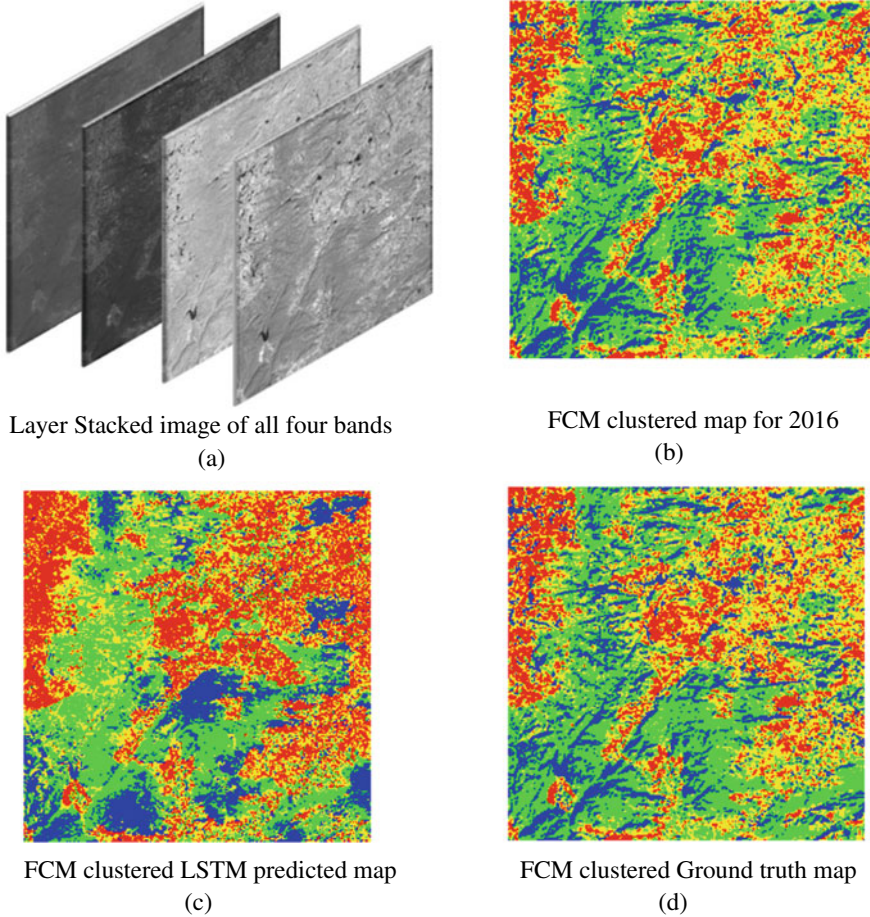 Layer Stacked image of all four bands
(a)
FCM clustered map for 2016
(b)
FCM clustered LSTM predicted map
(c)
FCM clustered Ground truth map
(d)